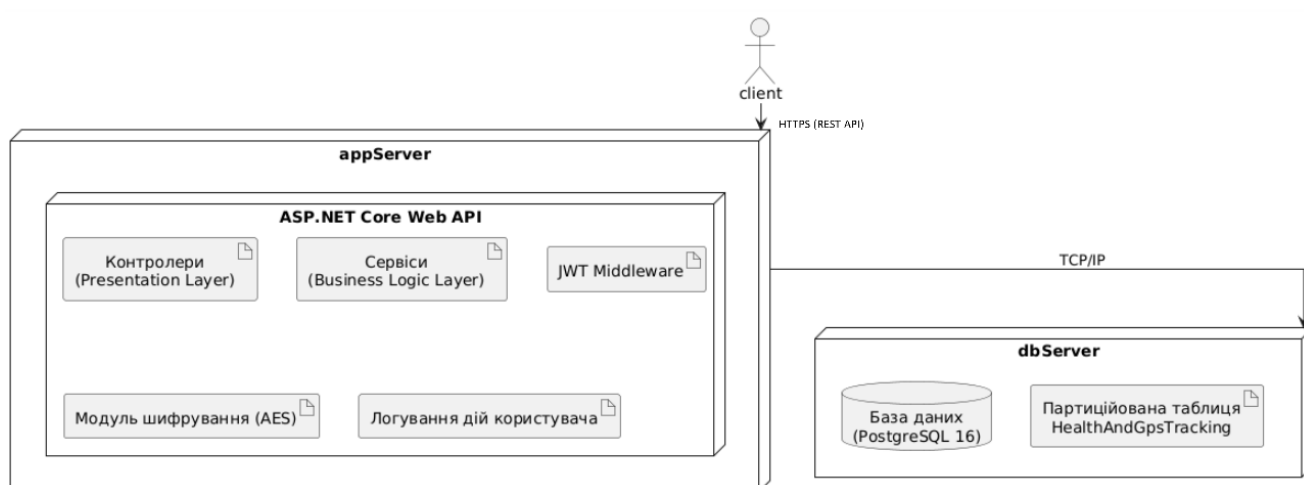 client
HTTPS (REST API)
appServer
ASP.NET Core Web API
Контролери
(Presentation Layer)
Сервіси
(Business Logic Layer)
JWT Middleware
Модуль шифрування (AES)
Логування дій користувача
TCP/IP
dbServer
База даних
(PostgreSQL 16)
Партиційована таблиця
HealthAndGpsTracking